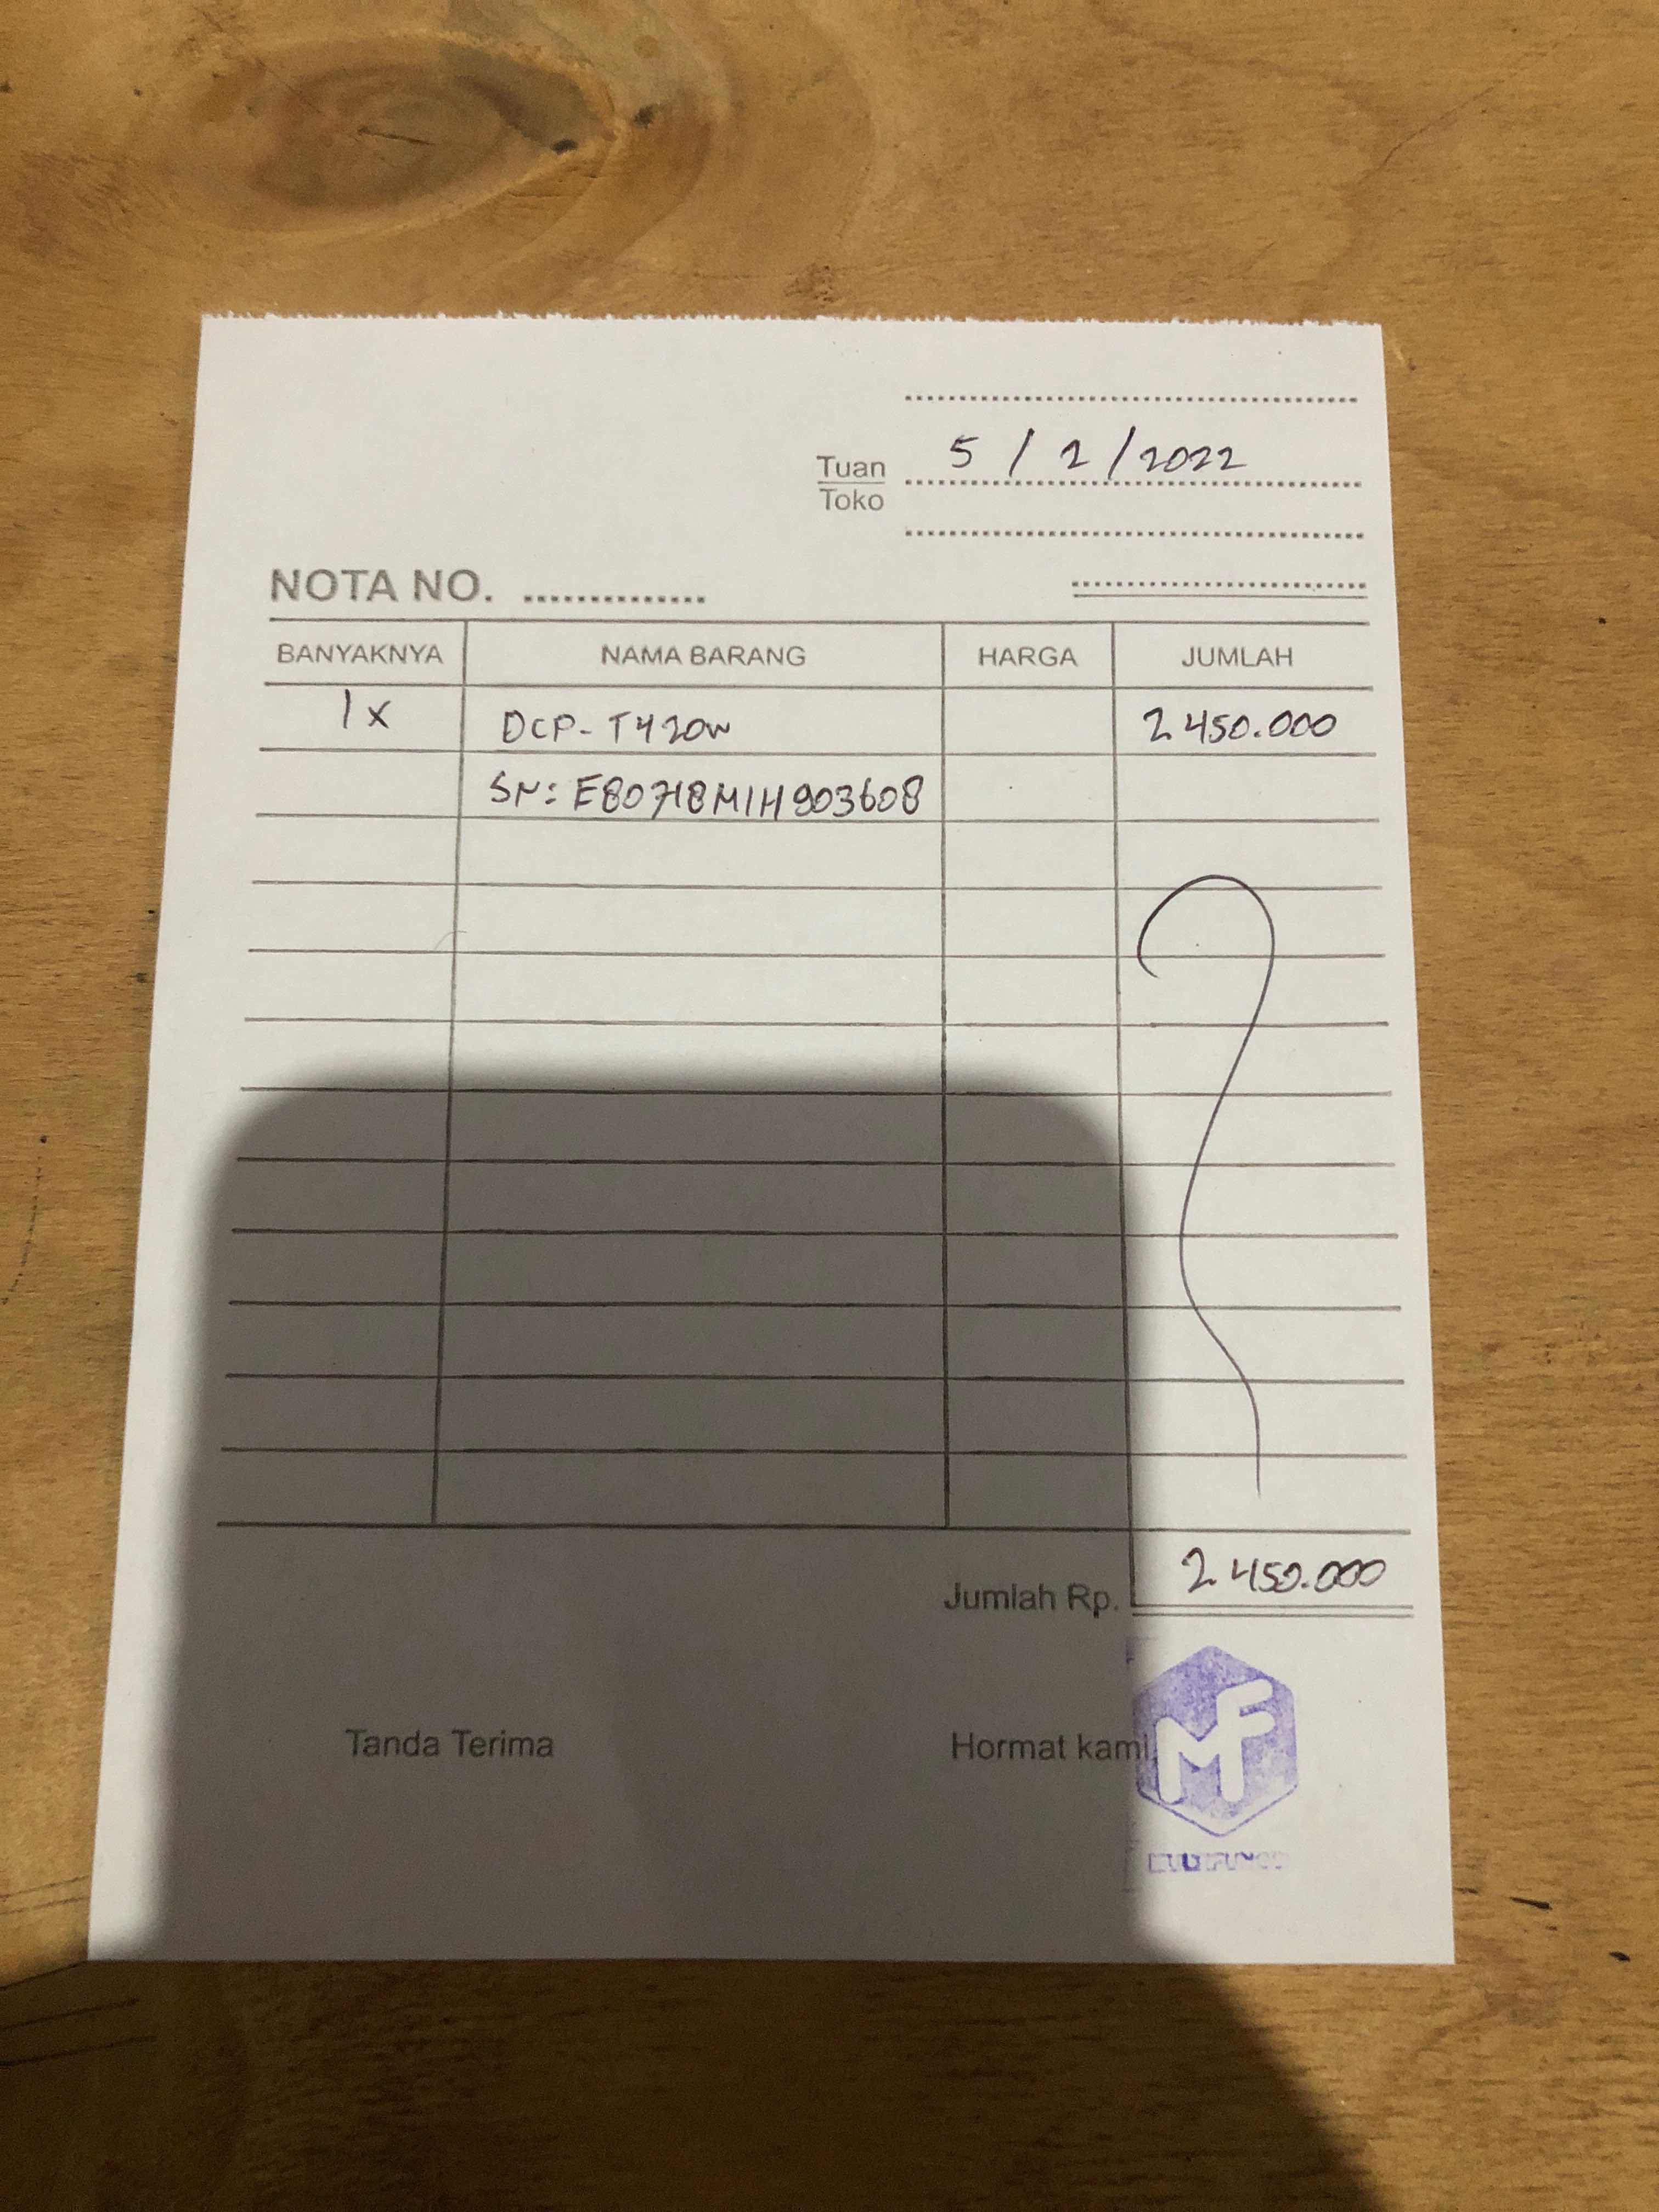 5 / 2 / 2022
Tuan
Toko
NOTA NO. ..............
BANYAKNYA NAMA BARANG HARGA JUMLAH
1x DCP-T420w 2.450.000
SN: E80718M1H903608
Jumlah Rp. 2.450.000
Tanda Terima Hormat kami,
MF